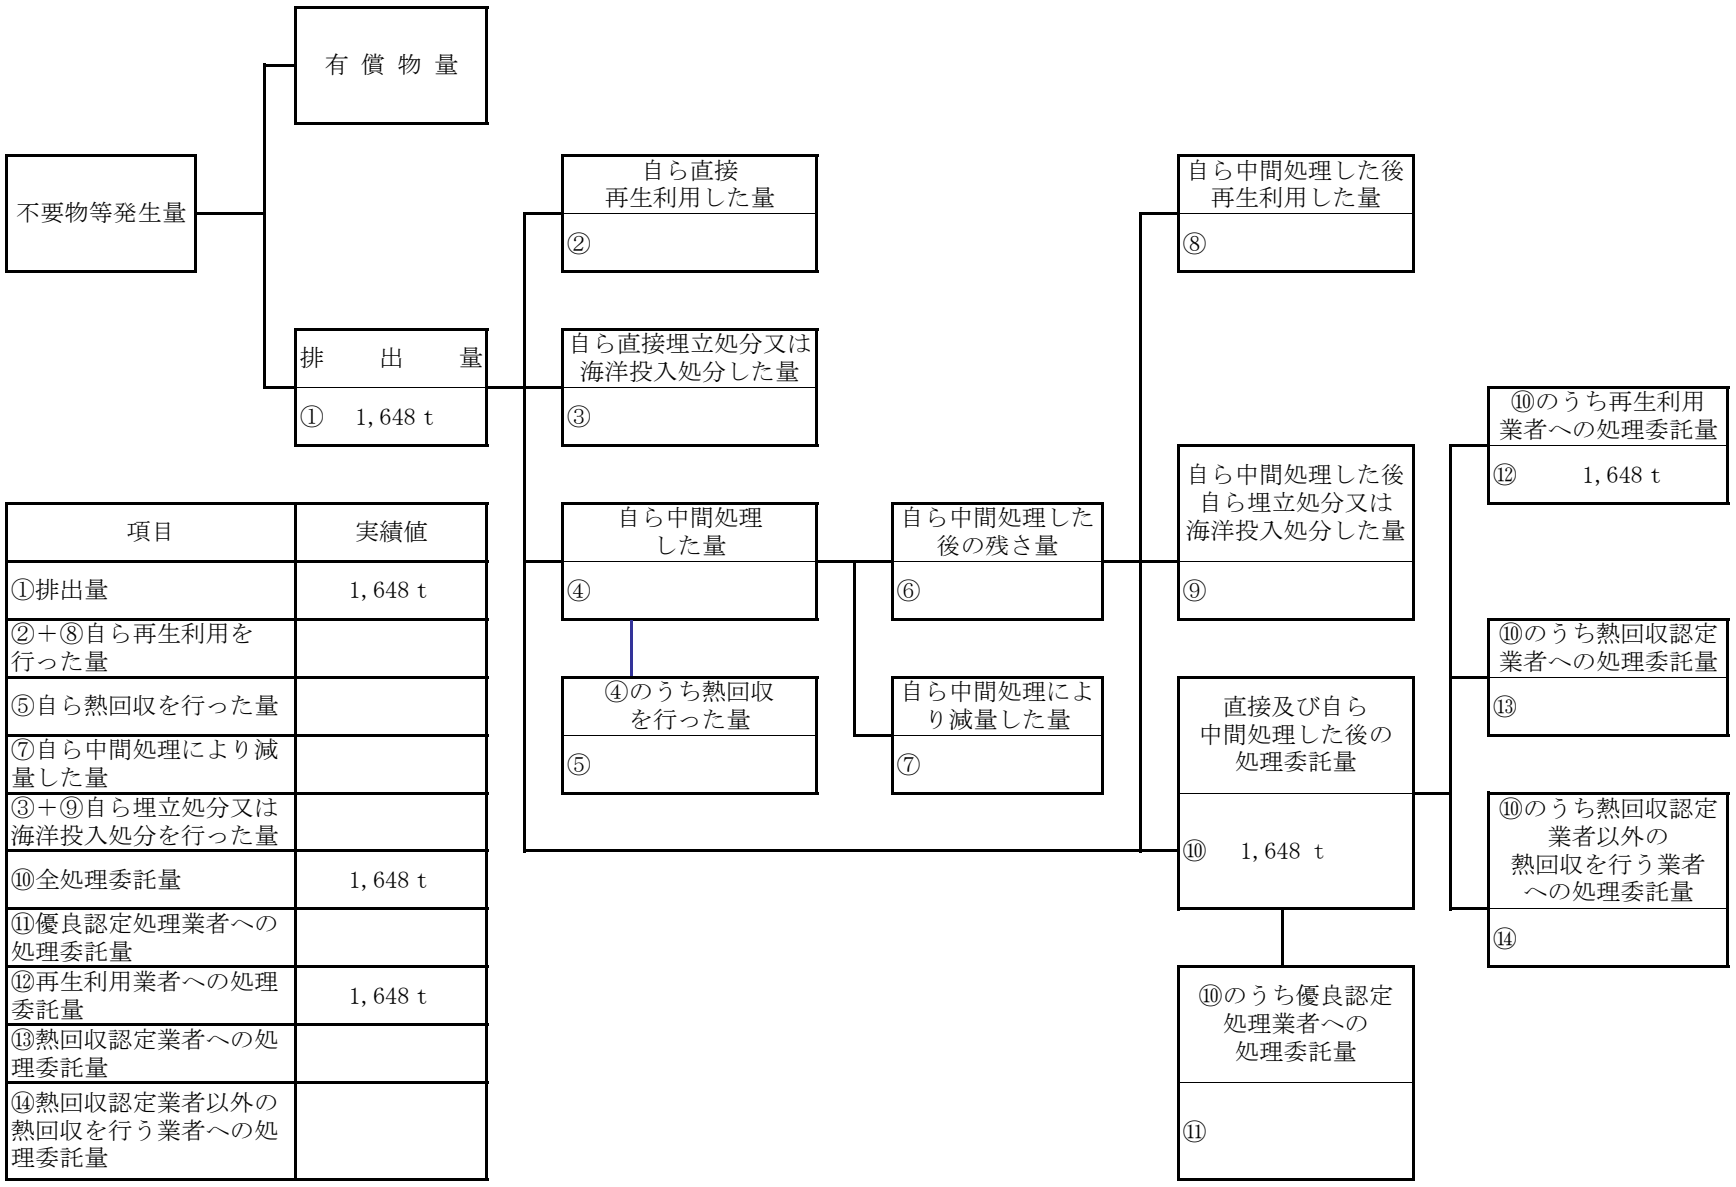 有償物量
不要物等発生量
排出量
① 1,648 t
自ら直接
再生利用した量
②
自ら直接埋立処分又は
海洋投入処分した量
③
自ら中間処理
した量
④
④のうち熱回収
を行った量
⑤
自ら中間処理した
後の残さ量
⑥
自ら中間処理によ
り減量した量
⑦
自ら中間処理した後
再生利用した量
⑧
自ら中間処理した後
自ら埋立処分又は
海洋投入処分した量
⑨
直接及び自ら
中間処理した後の
処理委託量
⑩ 1,648 t
⑩のうち優良認定
処理業者への
処理委託量
⑪
⑩のうち再生利用
業者への処理委託量
⑫ 1,648 t
⑩のうち熱回収認定
業者への処理委託量
⑬
⑩のうち熱回収認定
業者以外の
熱回収を行う業者
への処理委託量
⑭
項目 実績値
①排出量 1,648 t
②＋⑧自ら再生利用を
行った量
⑤自ら熱回収を行った量
⑦自ら中間処理により減
量した量
③＋⑨自ら埋立処分又は
海洋投入処分を行った量
⑩全処理委託量 1,648 t
⑪優良認定処理業者への
処理委託量
⑫再生利用業者への処理
委託量 1,648 t
⑬熱回収認定業者への処
理委託量
⑭熱回収認定業者以外の
熱回収を行う業者への処
理委託量